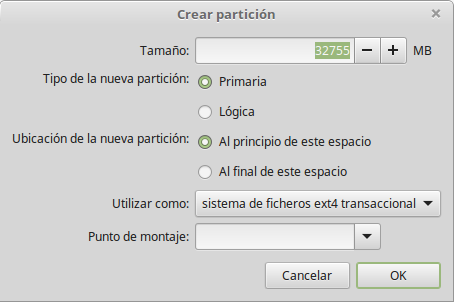 Crear partición ×
Tamaño: 32755 − + MB
Tipo de la nueva partición: Primaria
Lógica
Ubicación de la nueva partición: Al principio de este espacio
Al final de este espacio
Utilizar como: sistema de ficheros ext4 transaccional
Punto de montaje:
Cancelar OK